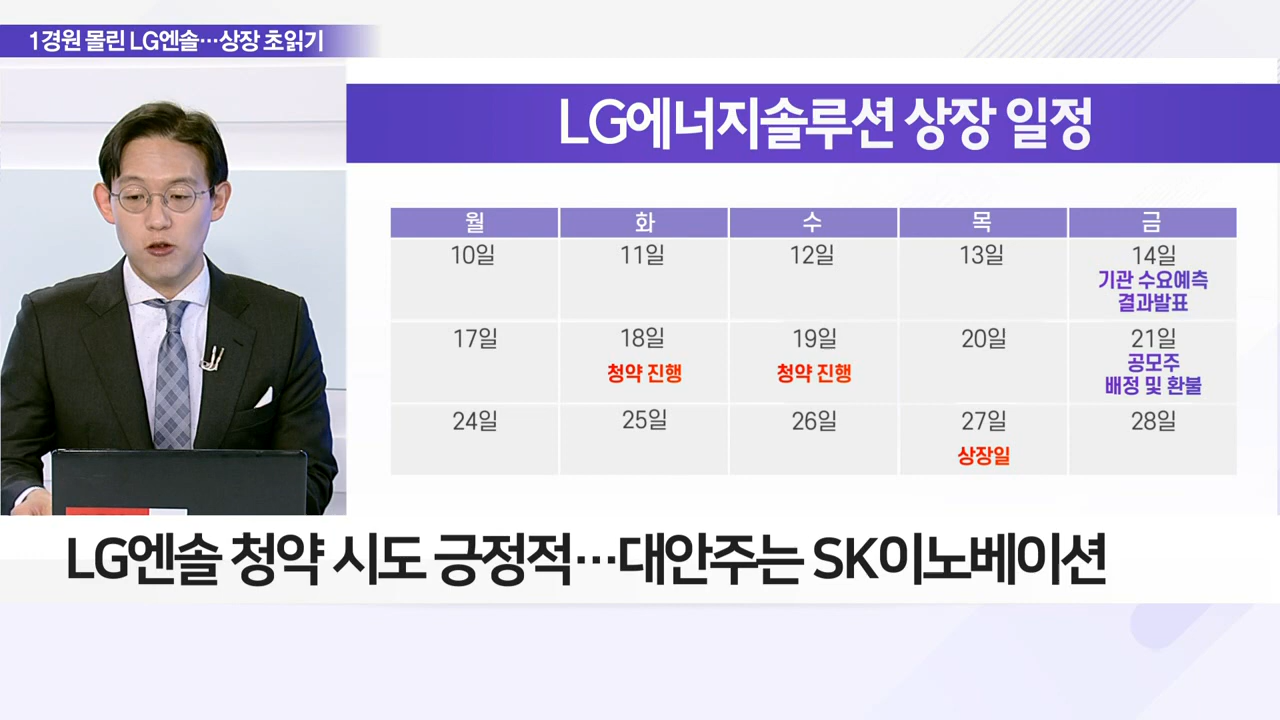 1경원 몰린 LG엔솔…상장 초읽기
LG에너지솔루션 상장 일정
월 화 수 목 금
10일 11일 12일 13일 14일
기관 수요예측
결과발표
17일 18일 19일 20일 21일
청약 진행 청약 진행 공모주
배정 및 환불
24일 25일 26일 27일 28일
상장일
LG엔솔 청약 시도 긍정적…대안주는 SK이노베이션